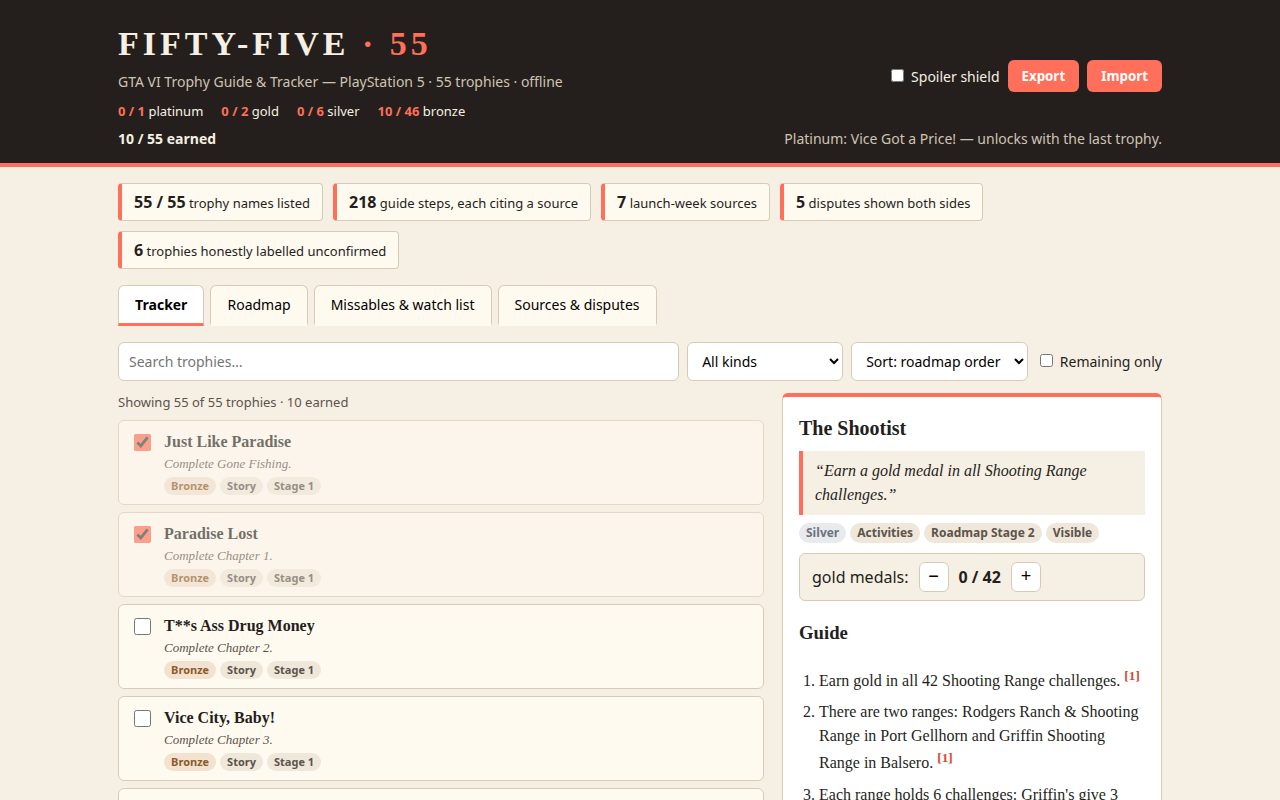 FIFTY-FIVE · 55
GTA VI Trophy Guide & Tracker — PlayStation 5 · 55 trophies · offline
0 / 1 platinum 0 / 2 gold 0 / 6 silver 10 / 46 bronze
10 / 55 earned
Spoiler shield Export Import
Platinum: Vice Got a Price! — unlocks with the last trophy.
55 / 55 trophy names listed
218 guide steps, each citing a source
7 launch-week sources
5 disputes shown both sides
6 trophies honestly labelled unconfirmed
Tracker Roadmap Missables & watch list Sources & disputes
Search trophies... All kinds Sort: roadmap order Remaining only
Showing 55 of 55 trophies · 10 earned
Just Like Paradise
Complete Gone Fishing.
Bronze Story Stage 1
Paradise Lost
Complete Chapter 1.
Bronze Story Stage 1
T**s Ass Drug Money
Complete Chapter 2.
Bronze Story Stage 1
Vice City, Baby!
Complete Chapter 3.
Bronze Story Stage 1
The Shootist
“Earn a gold medal in all Shooting Range
challenges.”
Silver Activities Roadmap Stage 2 Visible
gold medals: − 0 / 42 +
Guide
1. Earn gold in all 42 Shooting Range challenges. [1]
2. There are two ranges: Rodgers Ranch & Shooting
Range in Port Gellhorn and Griffin Shooting
Range in Balsero. [1]
3. Each range holds 6 challenges: Griffin's give 3